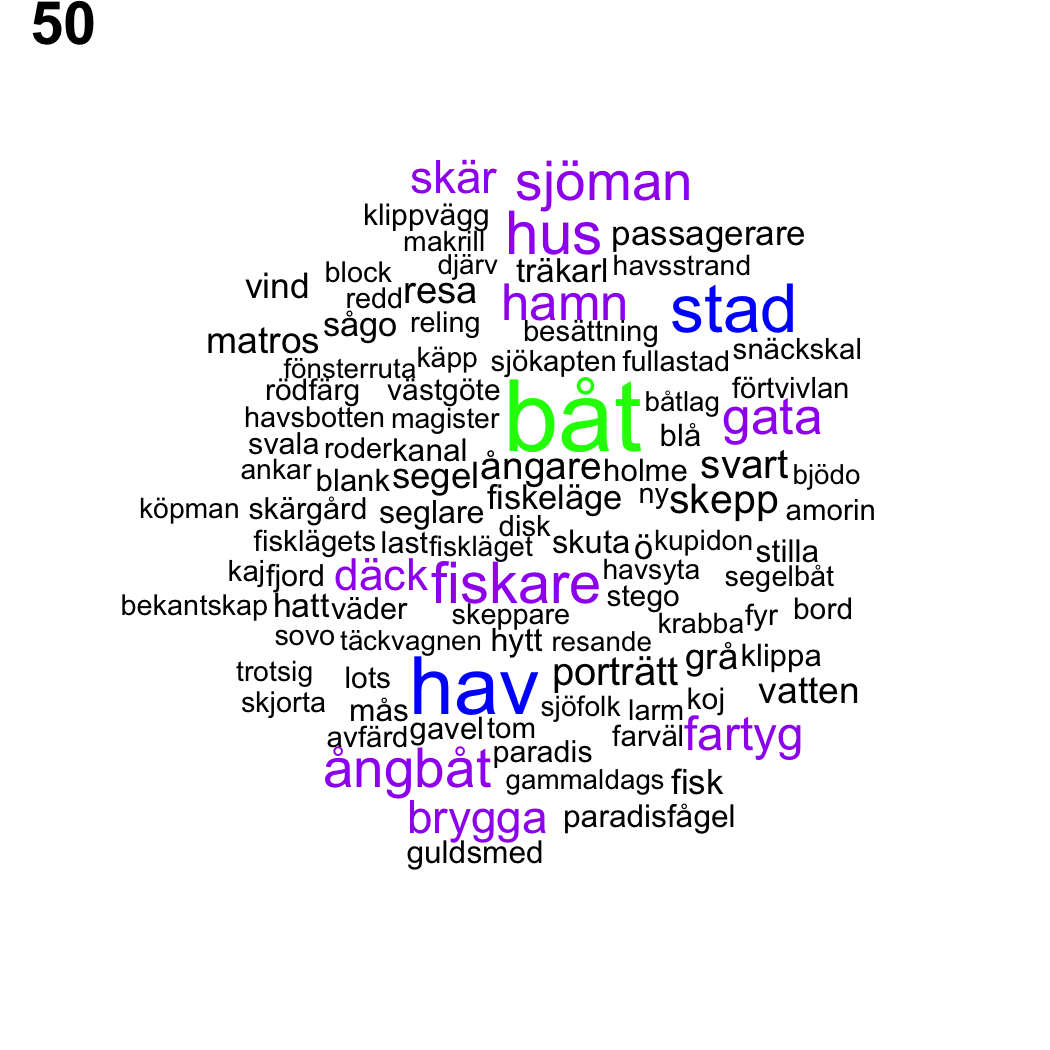 50
skär sjöman
klippvägg hus passagerare
makrill
djärv träkarl havsstrand
vind block redd resa hamn stad
sågo reling besättning
matros snäckskal
fönsterruta käpp sjökapten fullastad
rödfärg västgöte båt båtlag förtvivlan
havsbotten magister blå gata
svala roder kanal
ankar blank segel ångare holme svart bjödo
köpman skärgård seglare fiskeläge ny skepp amorin
disk
fisklägets last fiskläget skuta ö kupidon stilla
kaj fjord däck fiskare havsyta segelbåt
bekantskap hatt väder skeppare stego krabba fyr bord
sovo täckvagnen hytt resande
trotsig lots hav porträtt grå klippa
skjorta mås sjöfolk larm koj vatten
avfärd gavel tom farväl fartyg
ångbåt paradis
gammaldags fisk
brygga paradisfågel
guldsmed